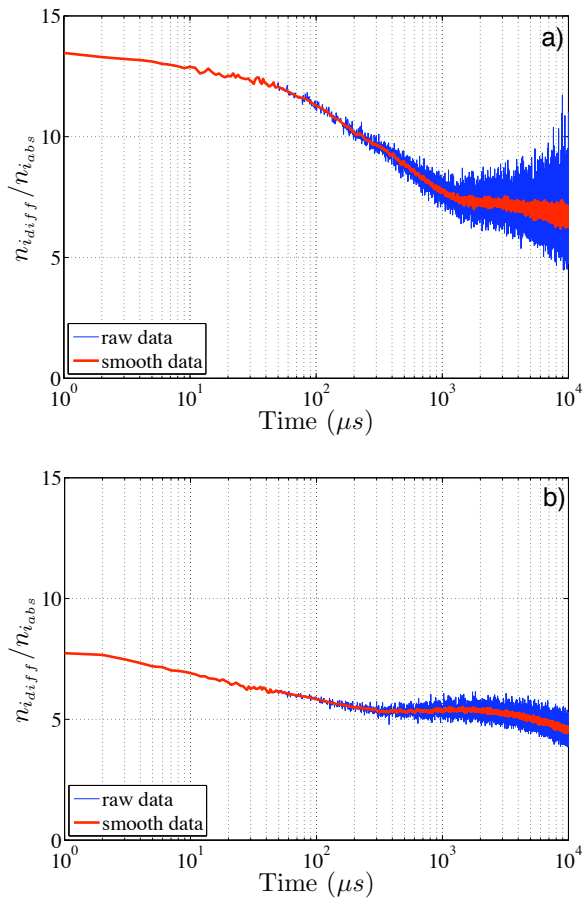 a)
15
10
5
0
n_{i_{diff}}/n_{i_{abs}}
raw data
smooth data
10^0 10^1 10^2 10^3 10^4
Time (μs)
b)
15
10
5
0
n_{i_{diff}}/n_{i_{abs}}
raw data
smooth data
10^0 10^1 10^2 10^3 10^4
Time (μs)